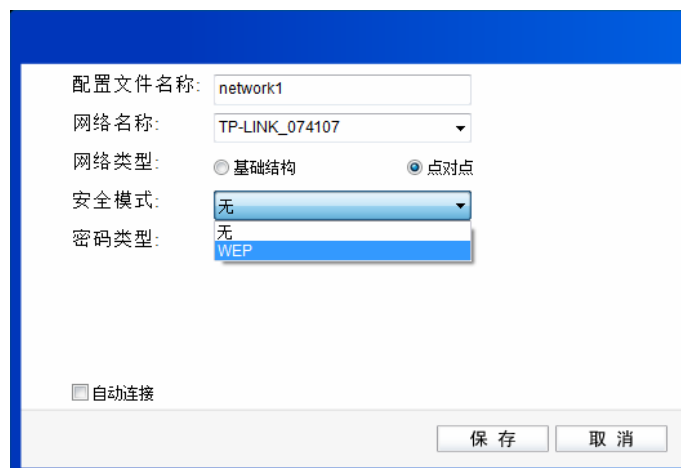 配置文件名称: network1
网络名称: TP-LINK_074107
网络类型: 基础结构 点对点
安全模式: 无
无
密码类型: WEP
自动连接
保存 取消